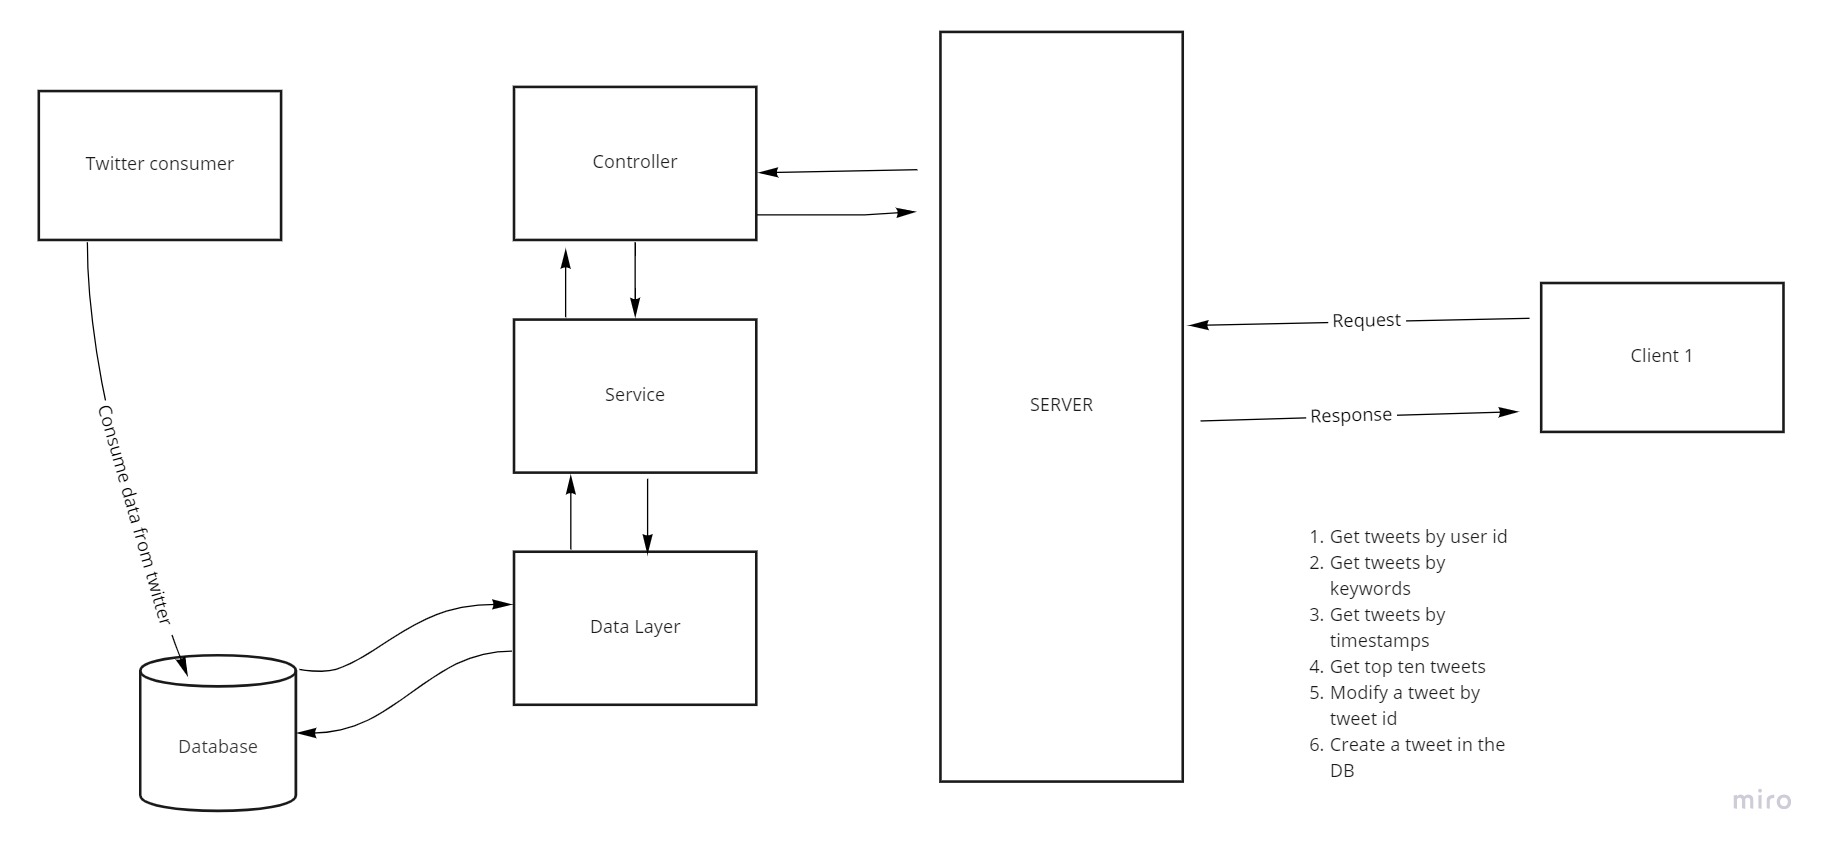 Twitter consumer
Controller
Service
Data Layer
Consume data from twitter
Database
SERVER
Request
Response
Client 1
1. Get tweets by user id
2. Get tweets by
keywords
3. Get tweets by
timestamps
4. Get top ten tweets
5. Modify a tweet by
tweet id
6. Create a tweet in the
DB
miro